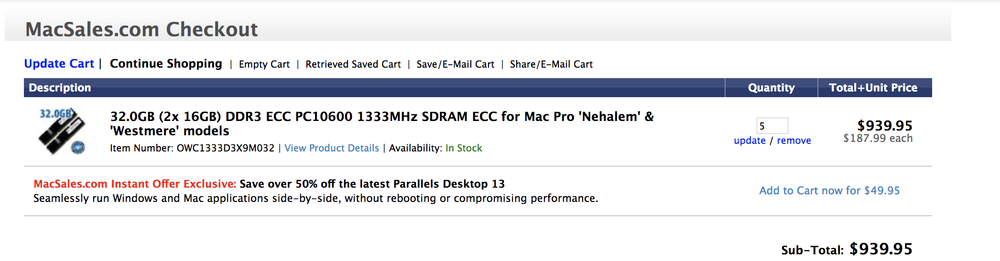 MacSales.com Checkout
Update Cart | Continue Shopping | Empty Cart | Retrieved Saved Cart | Save/E-Mail Cart | Share/E-Mail Cart
Description Quantity Total+Unit Price
32.0GB
32.0GB (2x 16GB) DDR3 ECC PC10600 1333MHz SDRAM ECC for Mac Pro 'Nehalem' &
'Westmere' models
Item Number: OWC1333D3X9M032 | View Product Details | Availability: In Stock
5
update / remove
$939.95
$187.99 each
MacSales.com Instant Offer Exclusive: Save over 50% off the latest Parallels Desktop 13
Seamlessly run Windows and Mac applications side-by-side, without rebooting or compromising performance.
Add to Cart now for $49.95
Sub-Total: $939.95